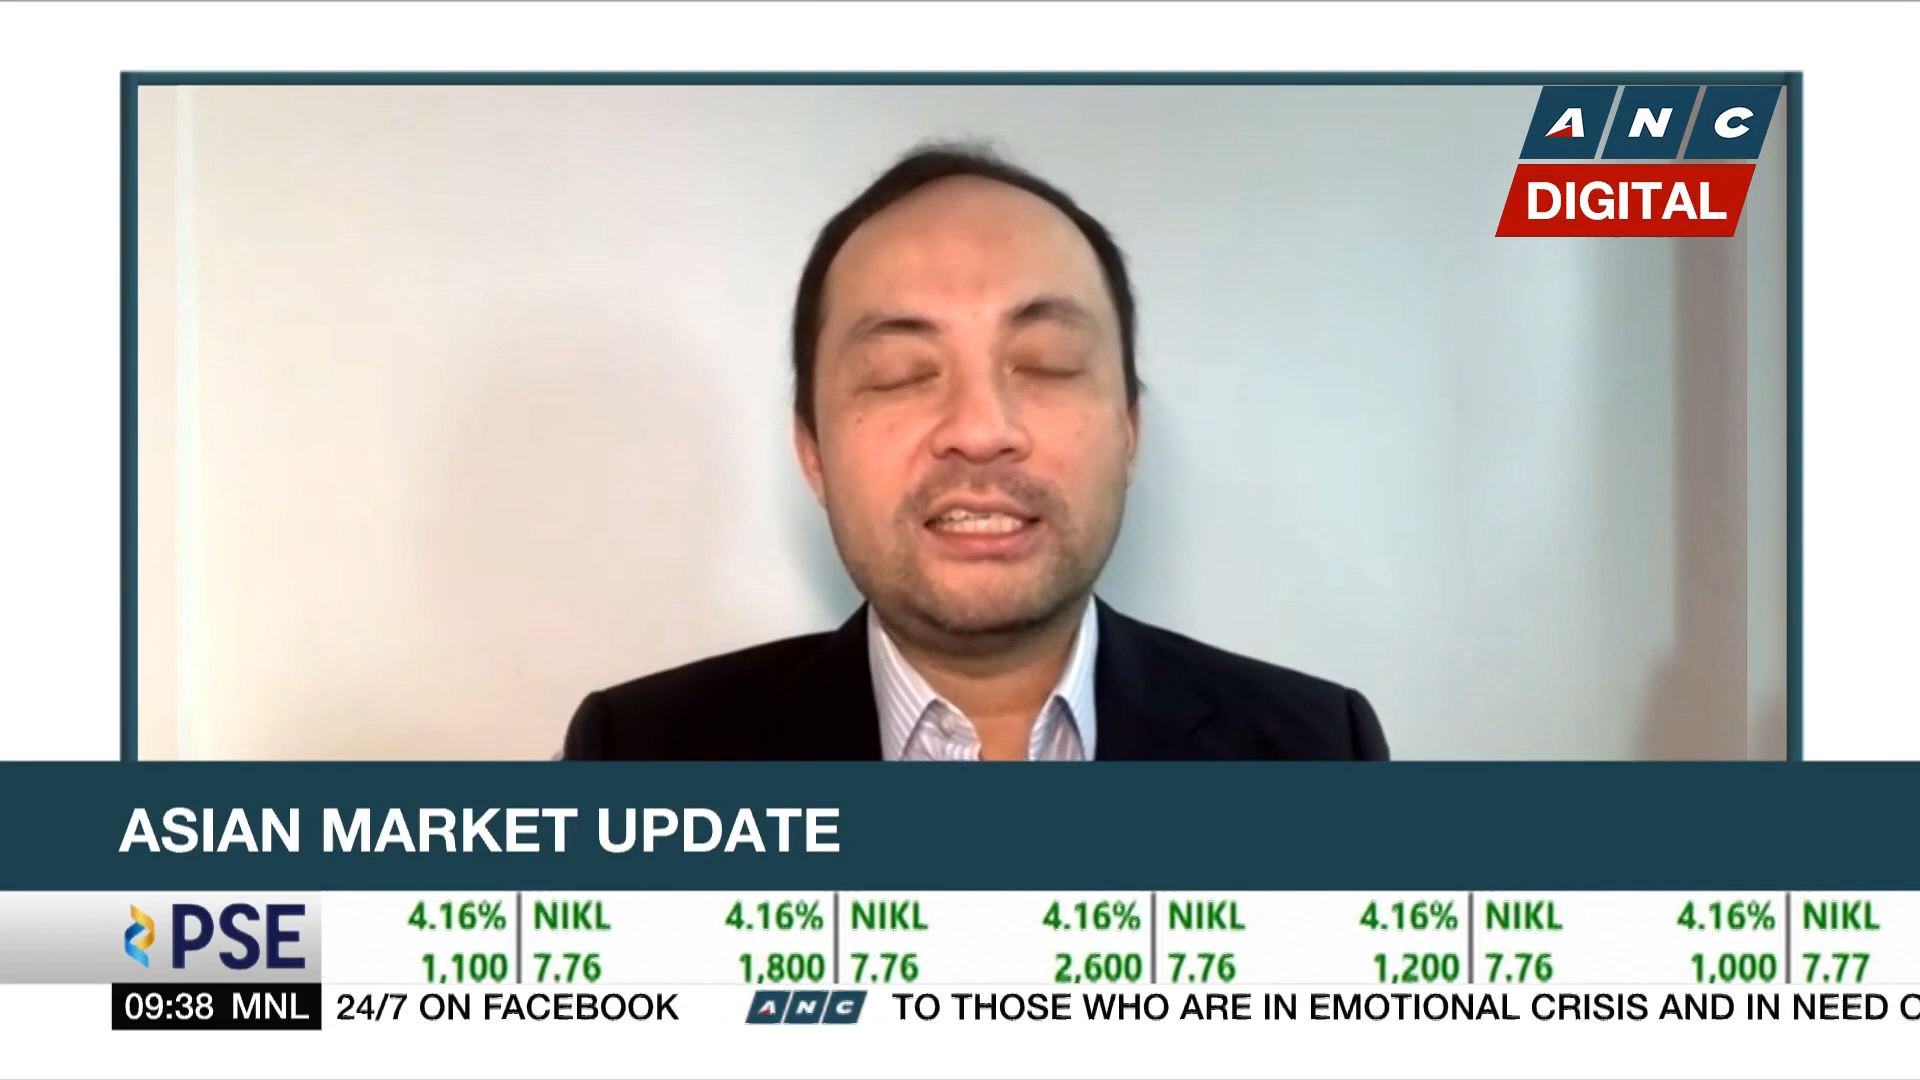 ANC
DIGITAL
ASIAN MARKET UPDATE
PSE
4.16% NIKL 4.16% NIKL 4.16% NIKL 4.16% NIKL 4.16% NIKL
1,100 7.76 1,800 7.76 2,600 7.76 1,200 7.76 1,000 7.77
09:38 MNL 24/7 ON FACEBOOK ANC TO THOSE WHO ARE IN EMOTIONAL CRISIS AND IN NEED